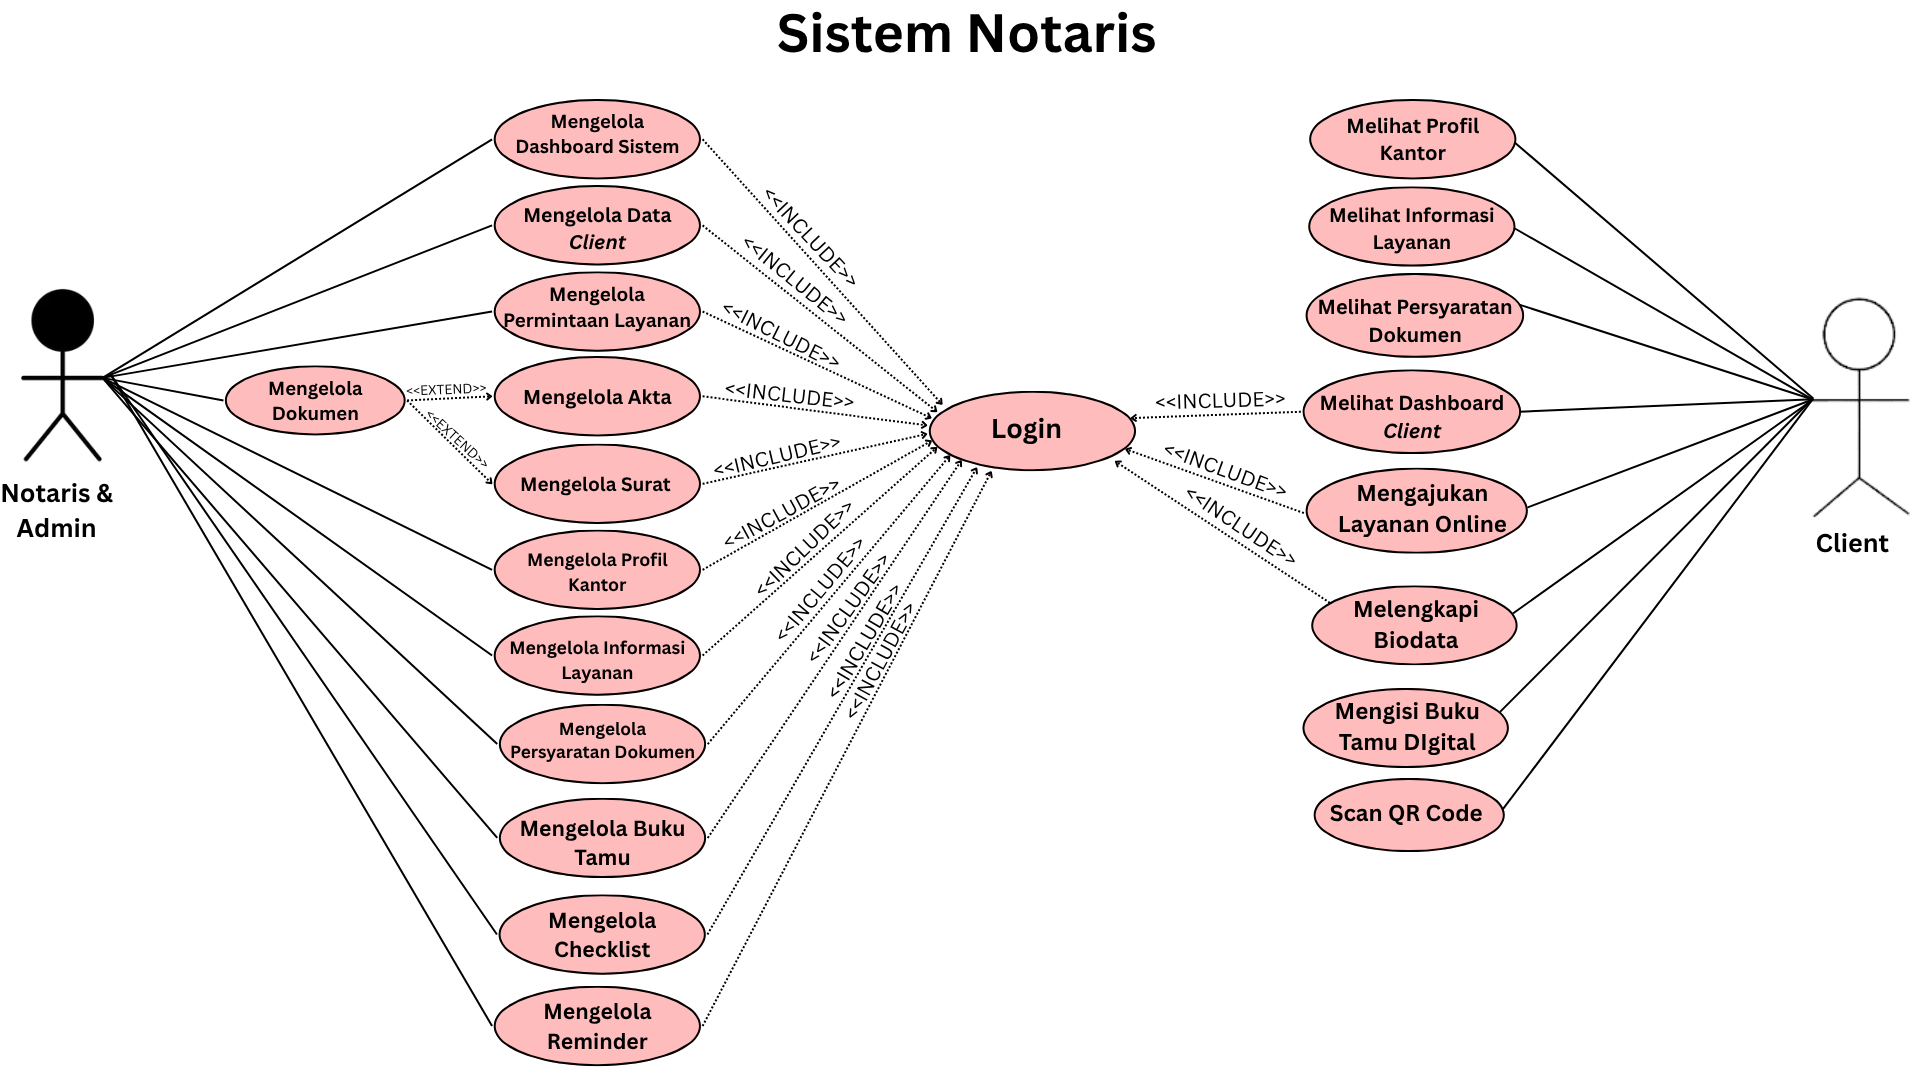 Sistem Notaris
Notaris &
Admin
Mengelola
Dokumen
<<EXTEND>>
<<EXTEND>>
Mengelola
Dashboard Sistem
Mengelola Data
Client
Mengelola
Permintaan Layanan
Mengelola Akta
Mengelola Surat
Mengelola Profil
Kantor
Mengelola Informasi
Layanan
Mengelola
Persyaratan Dokumen
Mengelola Buku
Tamu
Mengelola
Checklist
Mengelola
Reminder
<<INCLUDE>>
<<INCLUDE>>
<<INCLUDE>>
<<INCLUDE>>
<<INCLUDE>>
<<INCLUDE>>
<<INCLUDE>>
<<INCLUDE>>
<<INCLUDE>>
<<INCLUDE>>
<<INCLUDE>>
Login
<<INCLUDE>>
<<INCLUDE>>
<<INCLUDE>>
Melihat Profil
Kantor
Melihat Informasi
Layanan
Melihat Persyaratan
Dokumen
Melihat Dashboard
Client
Mengajukan
Layanan Online
Melengkapi
Biodata
Mengisi Buku
Tamu DIgital
Scan QR Code
Client